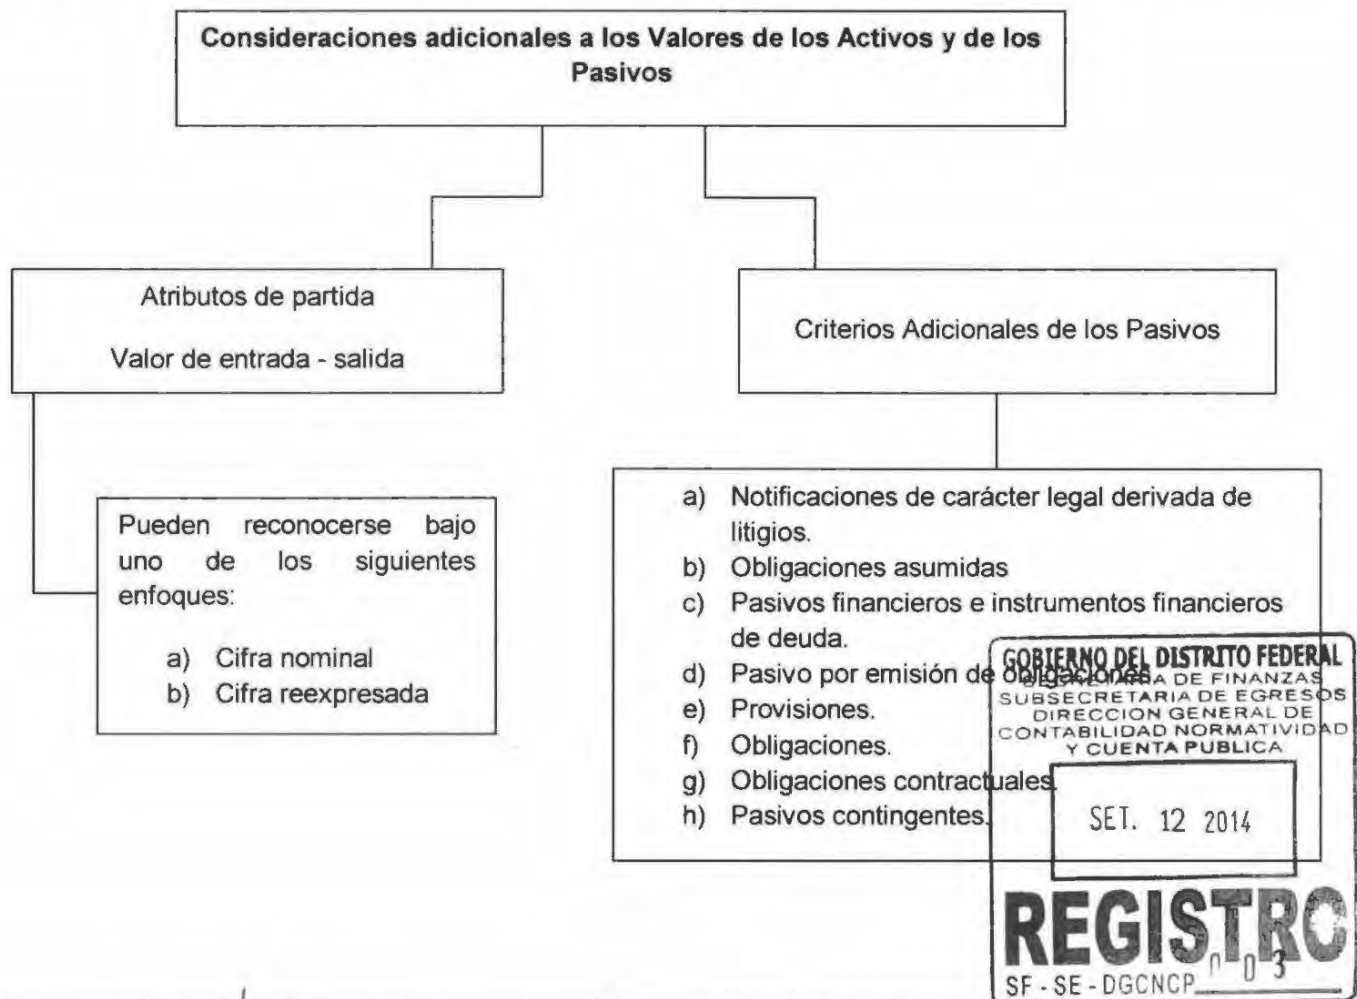 Consideraciones adicionales a los Valores de los Activos y de los
Pasivos
Atributos de partida
Valor de entrada - salida
Criterios Adicionales de los Pasivos
Pueden reconocerse bajo
uno de los siguientes
enfoques:
a) Cifra nominal
b) Cifra reexpresada
a) Notificaciones de carácter legal derivada de
litigios.
b) Obligaciones asumidas
c) Pasivos financieros e instrumentos financieros
de deuda.
d) Pasivo por emisión de obligaciones
e) Provisiones.
f) Obligaciones.
g) Obligaciones contractuales.
h) Pasivos contingentes.
GOBIERNO DEL DISTRITO FEDERAL
SECRETARIA DE FINANZAS
SUBSECRETARIA DE EGRESOS
DIRECCION GENERAL DE
CONTABILIDAD NORMATIVIDAD
Y CUENTA PUBLICA
SET. 12 2014
REGISTRO
SF - SE - DGCNCP 003